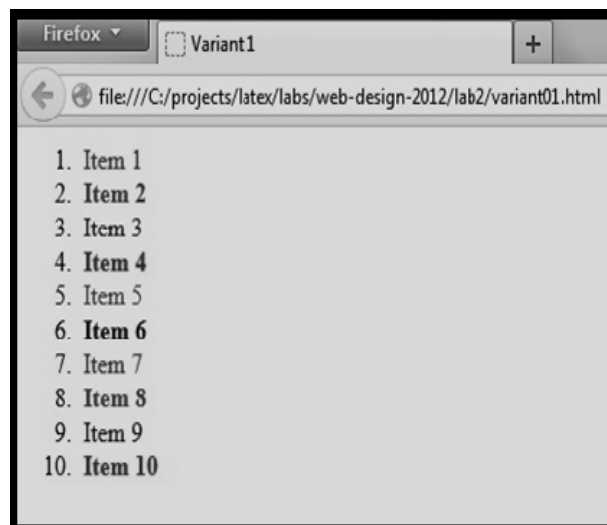 Firefox
Variant1
+
file:///C:/projects/latex/labs/web-design-2012/lab2/variant01.html
1. Item 1
2. Item 2
3. Item 3
4. Item 4
5. Item 5
6. Item 6
7. Item 7
8. Item 8
9. Item 9
10. Item 10